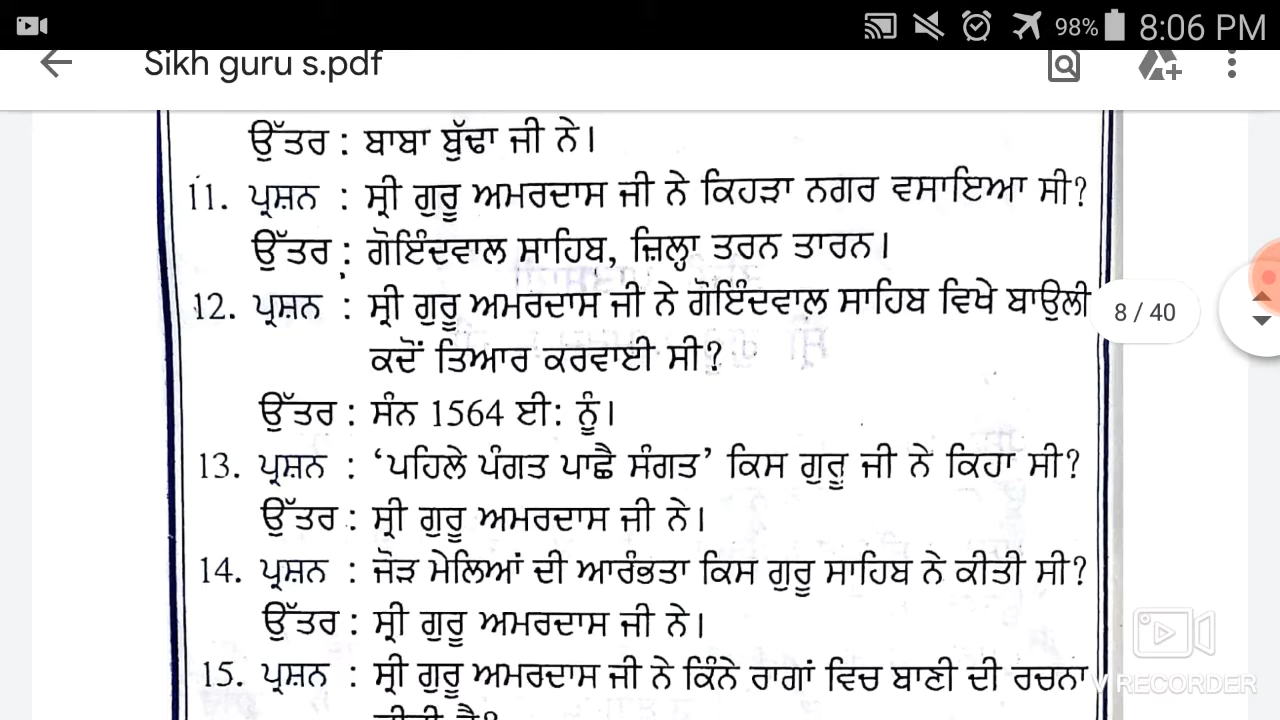 98% 8:06 PM
Sikh guru s.pdf
ਉੱਤਰ : ਬਾਬਾ ਬੁੱਢਾ ਜੀ ਨੇ।
11. ਪ੍ਰਸ਼ਨ : ਸ੍ਰੀ ਗੁਰੂ ਅਮਰਦਾਸ ਜੀ ਨੇ ਕਿਹੜਾ ਨਗਰ ਵਸਾਇਆ ਸੀ?
ਉੱਤਰ : ਗੋਇੰਦਵਾਲ ਸਾਹਿਬ, ਜ਼ਿਲ੍ਹਾ ਤਰਨ ਤਾਰਨ।
12. ਪ੍ਰਸ਼ਨ : ਸ੍ਰੀ ਗੁਰੂ ਅਮਰਦਾਸ ਜੀ ਨੇ ਗੋਇੰਦਵਾਲ ਸਾਹਿਬ ਵਿਖੇ ਬਾਉਲੀ
8 / 40
ਕਦੋਂ ਤਿਆਰ ਕਰਵਾਈ ਸੀ?
ਉੱਤਰ : ਸੰਨ 1564 ਈ: ਨੂੰ।
13. ਪ੍ਰਸ਼ਨ : ‘ਪਹਿਲੇ ਪੰਗਤ ਪਾਛੈ ਸੰਗਤ’ ਕਿਸ ਗੁਰੂ ਜੀ ਨੇ ਕਿਹਾ ਸੀ?
ਉੱਤਰ : ਸ੍ਰੀ ਗੁਰੂ ਅਮਰਦਾਸ ਜੀ ਨੇ।
14. ਪ੍ਰਸ਼ਨ : ਜੋੜ ਮੇਲਿਆਂ ਦੀ ਆਰੰਭਤਾ ਕਿਸ ਗੁਰੂ ਸਾਹਿਬ ਨੇ ਕੀਤੀ ਸੀ?
ਉੱਤਰ : ਸ੍ਰੀ ਗੁਰੂ ਅਮਰਦਾਸ ਜੀ ਨੇ।
15. ਪ੍ਰਸ਼ਨ : ਸ੍ਰੀ ਗੁਰੂ ਅਮਰਦਾਸ ਜੀ ਨੇ ਕਿੰਨੇ ਰਾਗਾਂ ਵਿਚ ਬਾਣੀ ਦੀ ਰਚਨਾ
V RECORDER